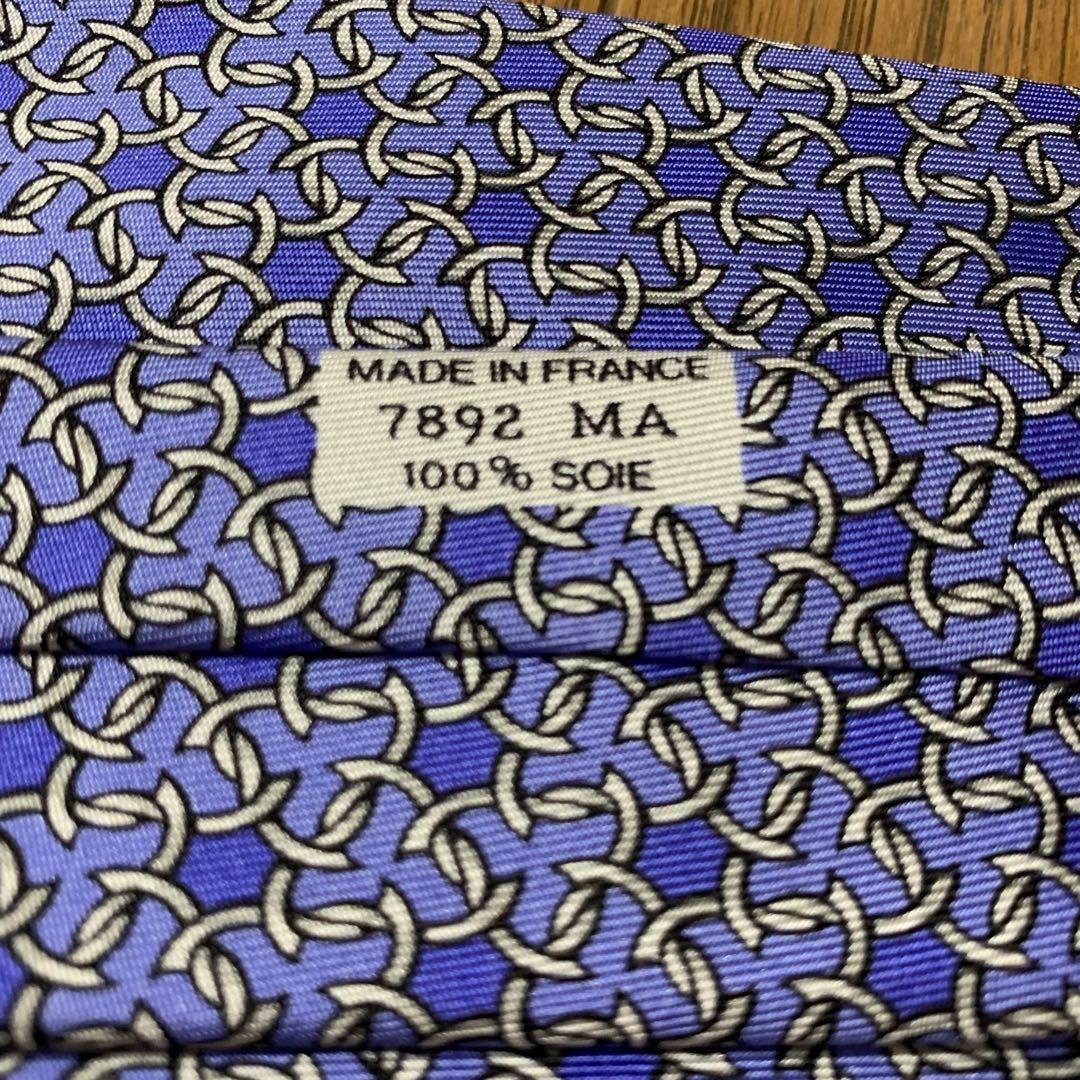 MADE IN FRANCE
7892 MA
100% SOIE